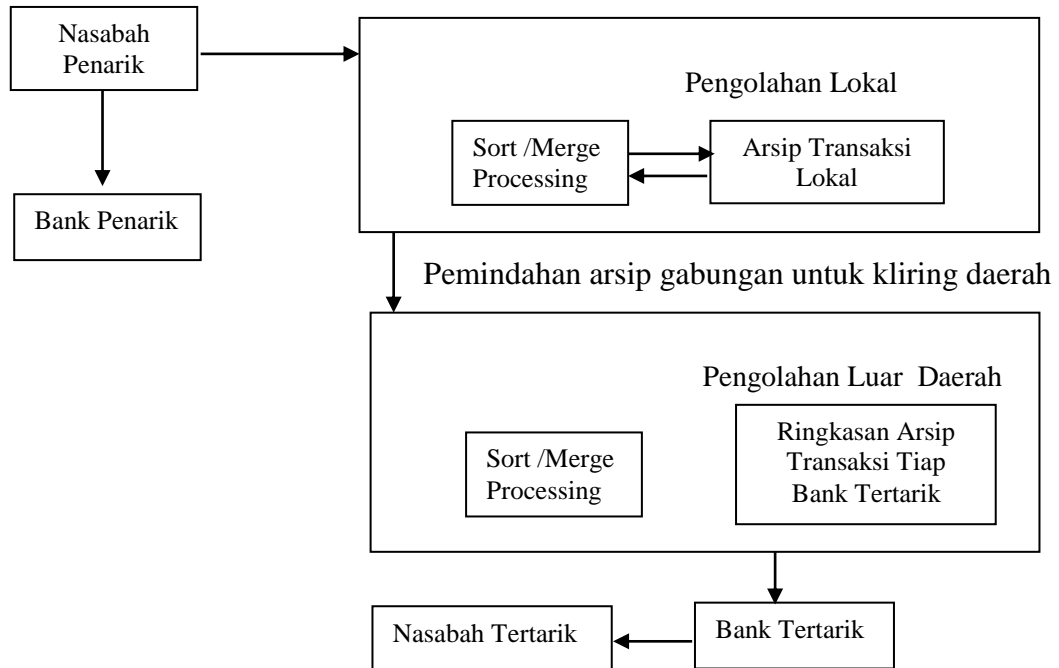 Nasabah
Penarik
Pengolahan Lokal
Sort /Merge
Processing
Arsip Transaksi
Lokal
Bank Penarik
Pemindahan arsip gabungan untuk kliring daerah
Pengolahan Luar  Daerah
Sort /Merge
Processing
Ringkasan Arsip
Transaksi Tiap
Bank Tertarik
Nasabah Tertarik
Bank Tertarik